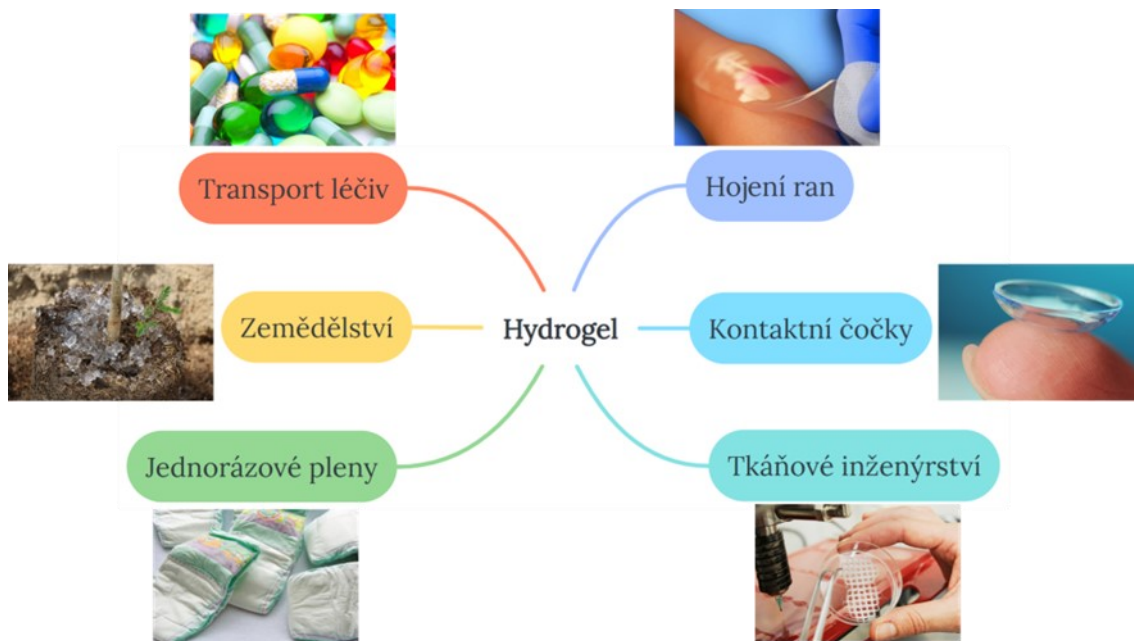 Transport léčiv
Hojení ran
Zemědělství
Hydrogel
Kontaktní čočky
Jednorázové pleny
Tkáňové inženýrství